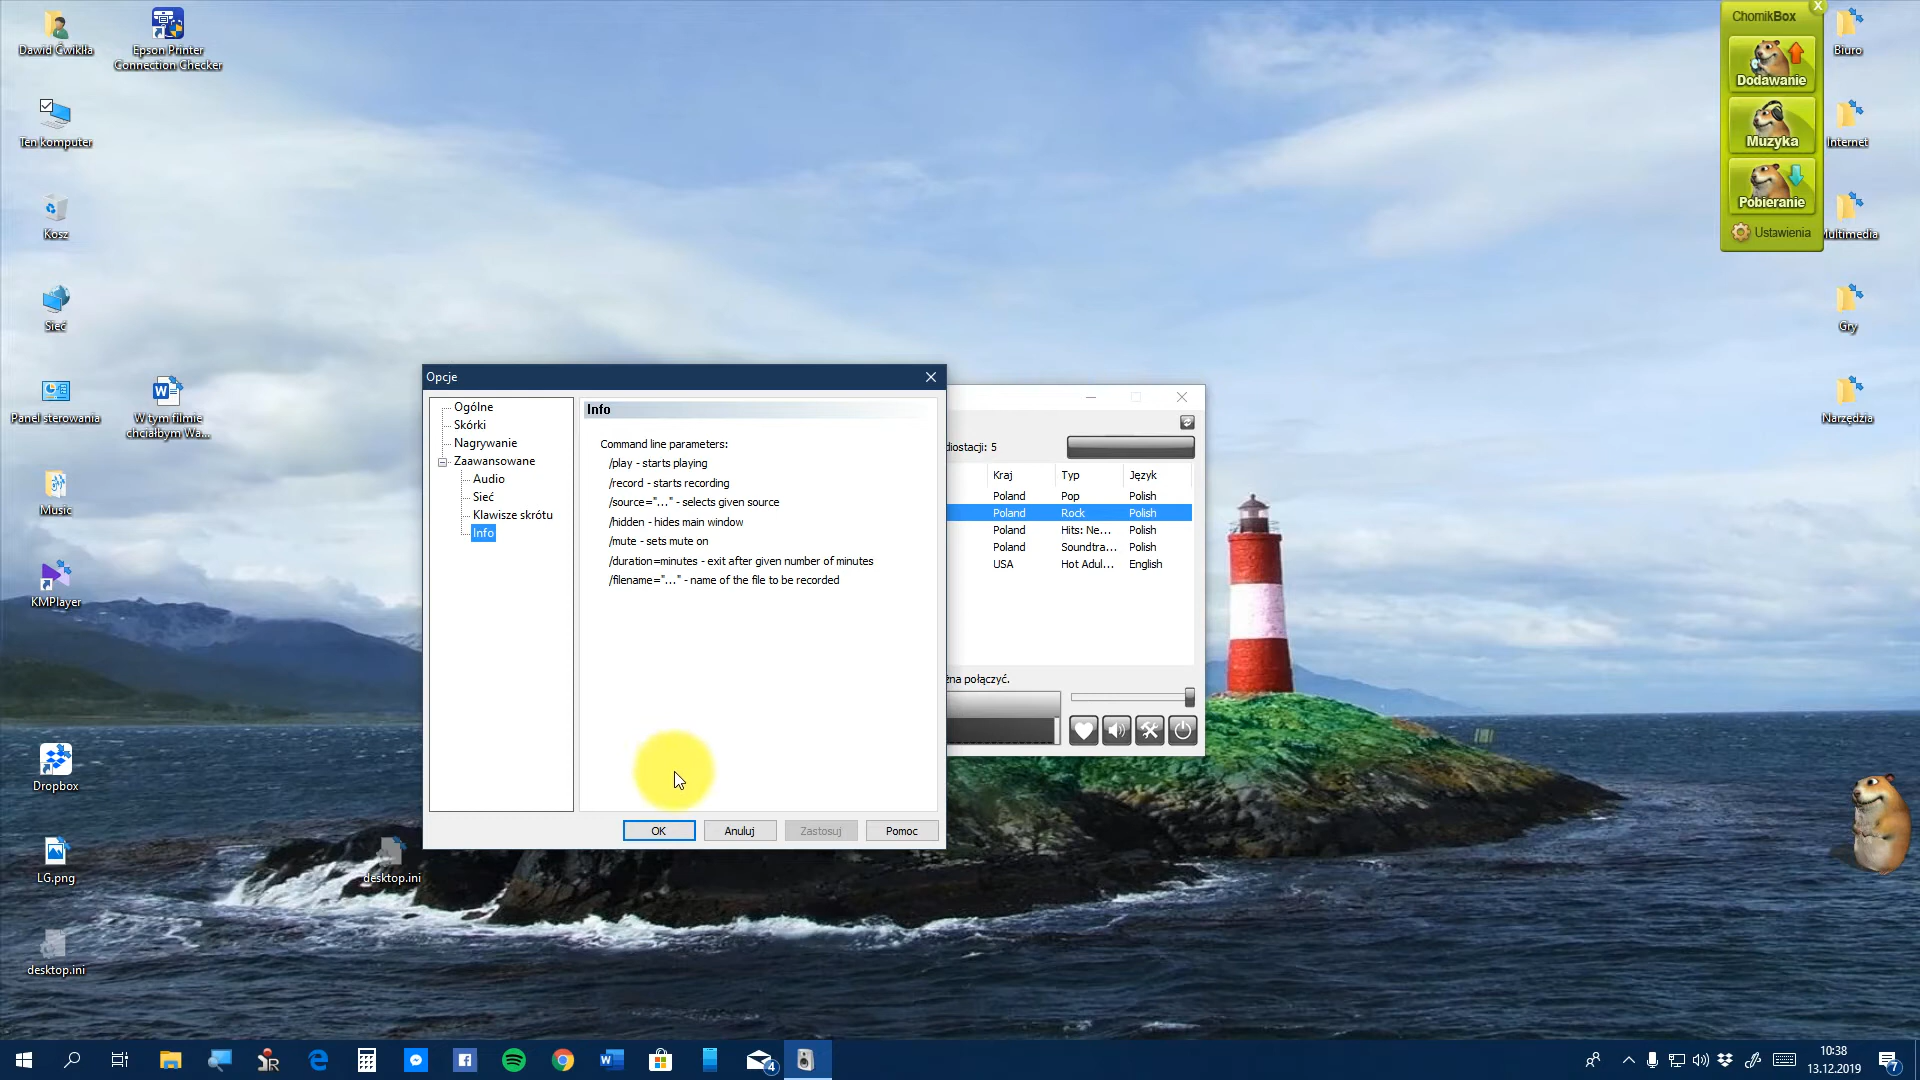 Dawid Ćwikła
Epson Printer
Connection Checker
Ten komputer
Kosz
Sieć
Panel sterowania
W tym filmie
chciałbym Wa...
Music
KMPlayer
Dropbox
LG.png
desktop.ini
desktop.ini
ChomikBox
X
Dodawanie
Muzyka
Pobieranie
Ustawienia
Biuro
Internet
Multimedia
Gry
Narzędzia
Opcje
Ogólne
Skórki
Nagrywanie
Zaawansowane
Audio
Sieć
Klawisze skrótu
Info
Info
Command line parameters:
/play - starts playing
/record - starts recording
/source="..." - selects given source
/hidden - hides main window
/mute - sets mute on
/duration=minutes - exit after given number of minutes
/filename="..." - name of the file to be recorded
OK
Anuluj
Zastosuj
Pomoc
diostacji: 5
Kraj Typ Język
Poland Pop Polish
Poland Rock Polish
Poland Hits: Ne... Polish
Poland Soundtra... Polish
USA Hot Adul... English
żna połączyć.
4
10:38
13.12.2019
7